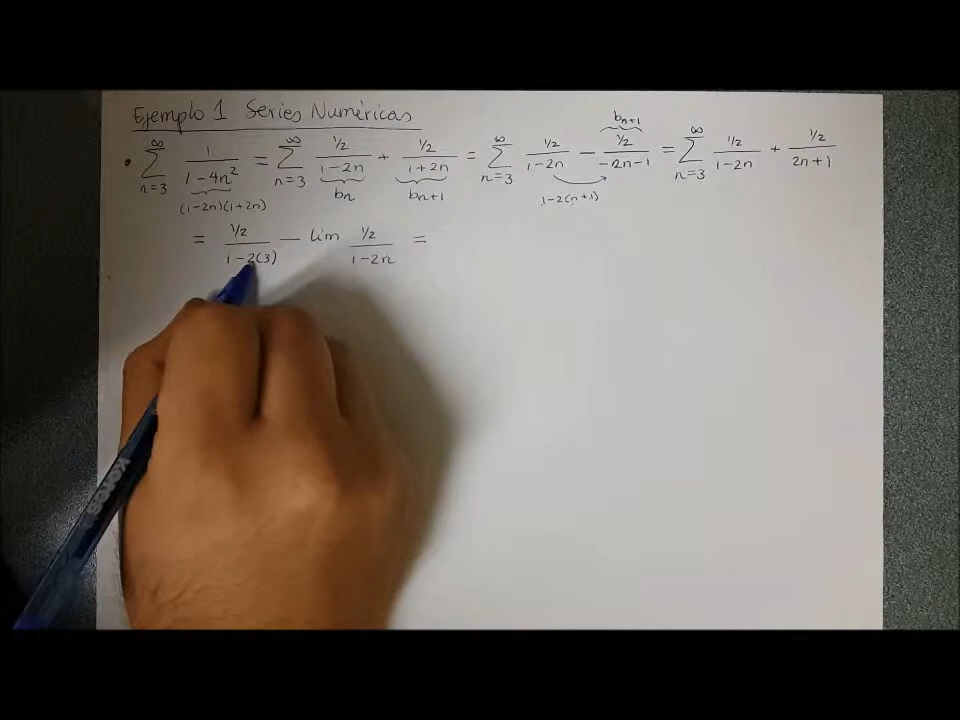 Ejemplo 1 Series Numéricas
• ∞∑n=3 1/(1-4n²) = ∞∑n=3 ½/(1-2n) + ½/(1+2n) = ∞∑n=3 ½/(1-2n) - ½/(-2n-1) = ∞∑n=3 ½/(1-2n) + ½/(2n+1)
(1-2n)(1+2n) bn bn+1 1-2(n+1) bn+1
= ½/(1-2(3)) - lim ½/(1-2n) =
Kores